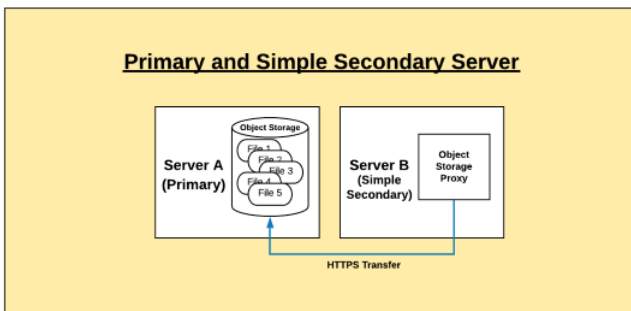 Primary and Simple Secondary Server
Server A
(Primary)
Object Storage
File 1
File 2
File 3
File 4
File 5
Server B
(Simple
Secondary)
Object
Storage
Proxy
HTTPS Transfer